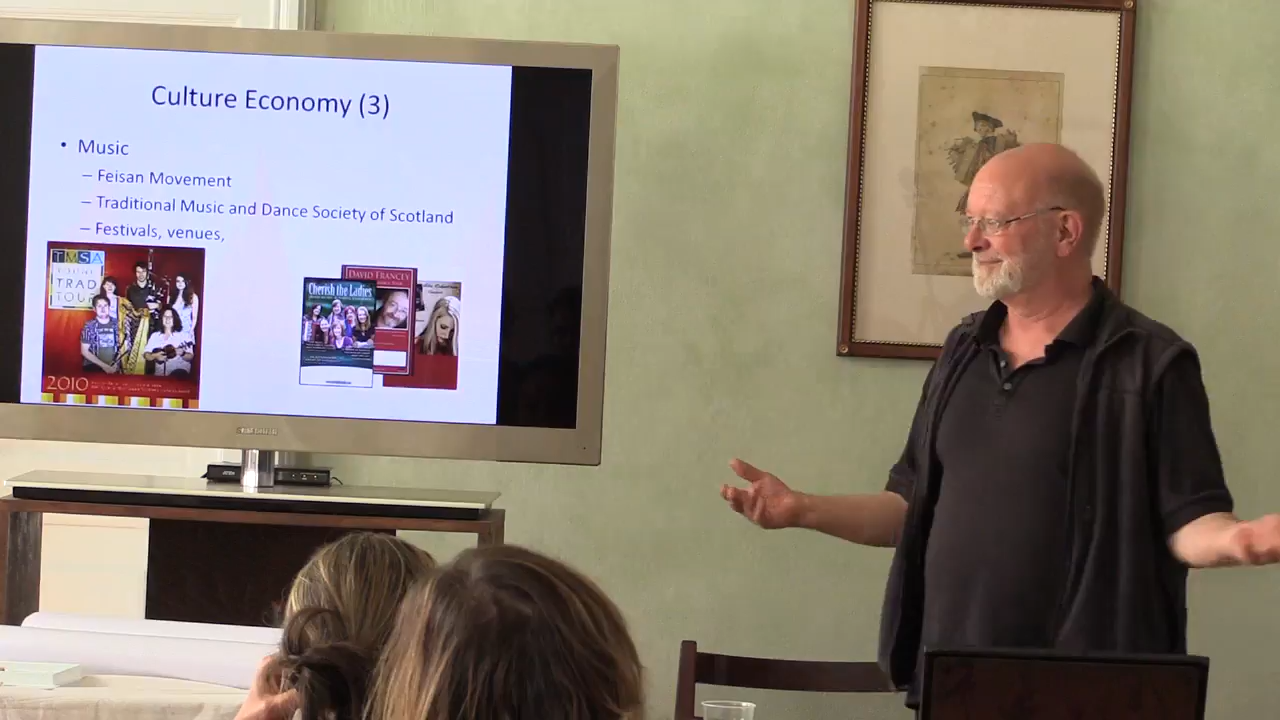 Culture Economy (3)
• Music
– Feisan Movement
– Traditional Music and Dance Society of Scotland
– Festivals, venues,
TMSA
TRAD
TOUR
2010
DAVID FRANCEY
Cherish the Ladies